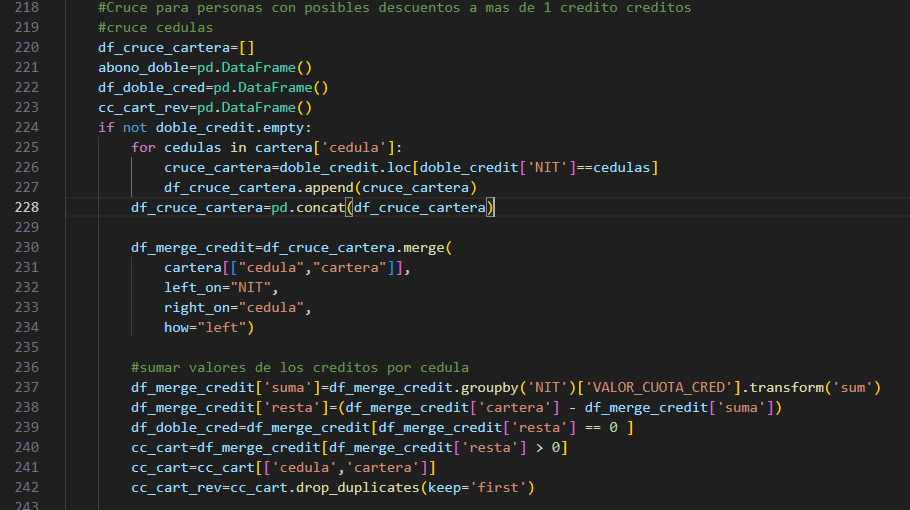 218 #Cruce para personas con posibles descuentos a mas de 1 credito creditos
219 #cruce cedulas
220 df_cruce_cartera=[]
221 abono_doble=pd.DataFrame()
222 df_doble_cred=pd.DataFrame()
223 cc_cart_rev=pd.DataFrame()
224 if not doble_credit.empty:
225 for cedulas in cartera['cedula']:
226 cruce_cartera=doble_credit.loc[doble_credit['NIT']==cedulas]
227 df_cruce_cartera.append(cruce_cartera)
228 df_cruce_cartera=pd.concat(df_cruce_cartera)
229
230 df_merge_credit=df_cruce_cartera.merge(
231 cartera[["cedula","cartera"]],
232 left_on="NIT",
233 right_on="cedula",
234 how="left")
235
236 #sumar valores de los creditos por cedula
237 df_merge_credit['suma']=df_merge_credit.groupby('NIT')['VALOR_CUOTA_CRED'].transform('sum')
238 df_merge_credit['resta']=(df_merge_credit['cartera'] - df_merge_credit['suma'])
239 df_doble_cred=df_merge_credit[df_merge_credit['resta'] == 0 ]
240 cc_cart=df_merge_credit[df_merge_credit['resta'] > 0]
241 cc_cart=cc_cart[['cedula','cartera']]
242 cc_cart_rev=cc_cart.drop_duplicates(keep='first')
243